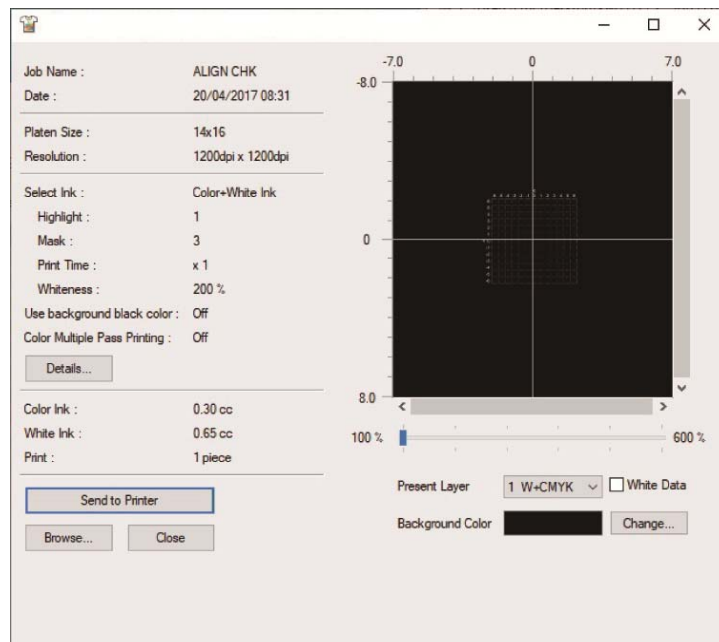 Job Name : ALIGN CHK
Date : 20/04/2017 08:31
Platen Size : 14x16
Resolution : 1200dpi x 1200dpi
Select Ink : Color+White Ink
Highlight : 1
Mask : 3
Print Time : x 1
Whiteness : 200 %
Use background black color : Off
Color Multiple Pass Printing : Off
Details...
Color Ink : 0.30 cc
White Ink : 0.65 cc
Print : 1 piece
Send to Printer
Browse... Close
-7.0 0 7.0
-8.0
0
8.0
100 % 600 %
Present Layer 1 W+CMYK White Data
Background Color Change...